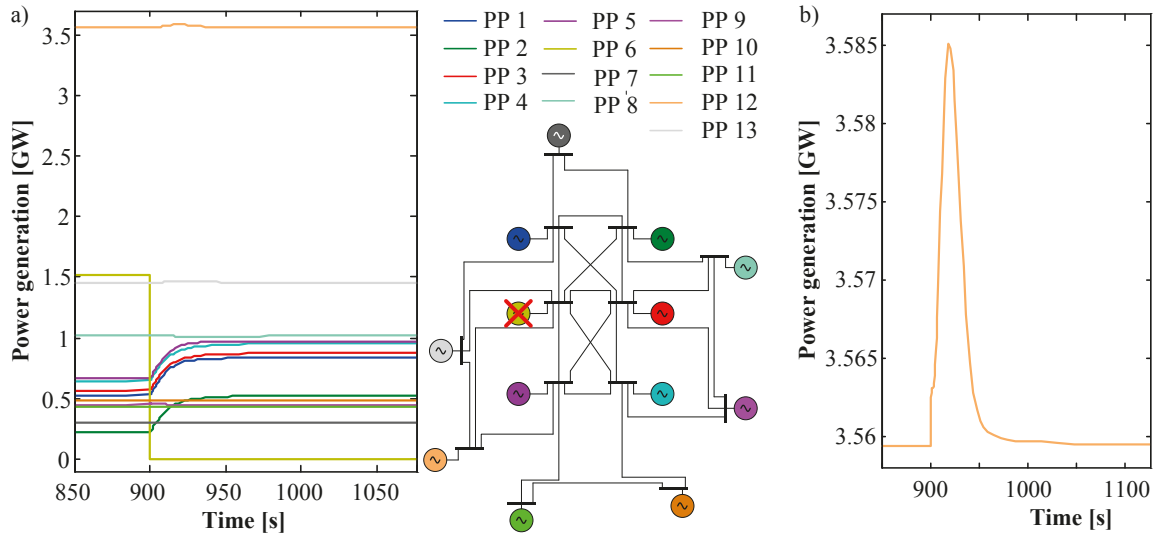 a)
Power generation [GW]
3.5
3
2.5
2
1.5
1
0.5
0
850
900
950
1000
1050
Time [s]
PP 1
PP 2
PP 3
PP 4
PP 5
PP 6
PP 7
PP 8
PP 9
PP 10
PP 11
PP 12
PP 13
b)
Power generation [GW]
3.585
3.58
3.575
3.57
3.565
3.56
900
1000
1100
Time [s]